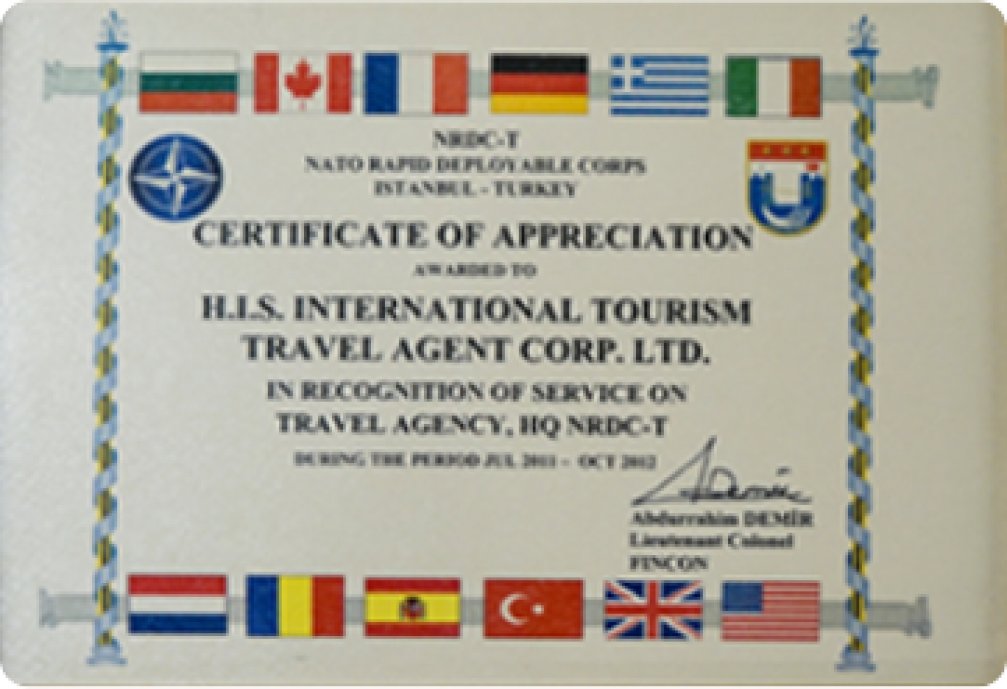 NRDC-T
NATO RAPID DEPLOYABLE CORPS
ISTANBUL - TURKEY
CERTIFICATE OF APPRECIATION
AWARDED TO
H.I.S. INTERNATIONAL TOURISM
TRAVEL AGENT CORP. LTD.
IN RECOGNITION OF SERVICE ON
TRAVEL AGENCY, HQ NRDC-T
DURING THE PERIOD JUL 2011 - OCT 2012
Abdurrahim DEMİR
Lieutenant Colonel
FINCON